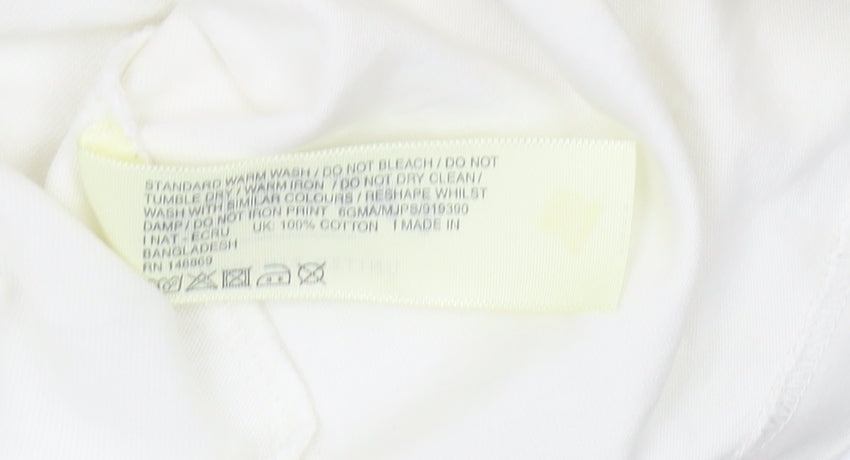 STANDARD WARM WASH / DO NOT BLEACH / DO NOT
TUMBLE DRY / WARM IRON / DO NOT DRY CLEAN /
WASH WITH SIMILAR COLOURS / RESHAPE WHILST
DAMP / DO NOT IRON PRINT 6GMA/MJPS/919390
I NAT - ECRU UK: 100% COTTON I MADE IN
BANGLADESH
RN 146869